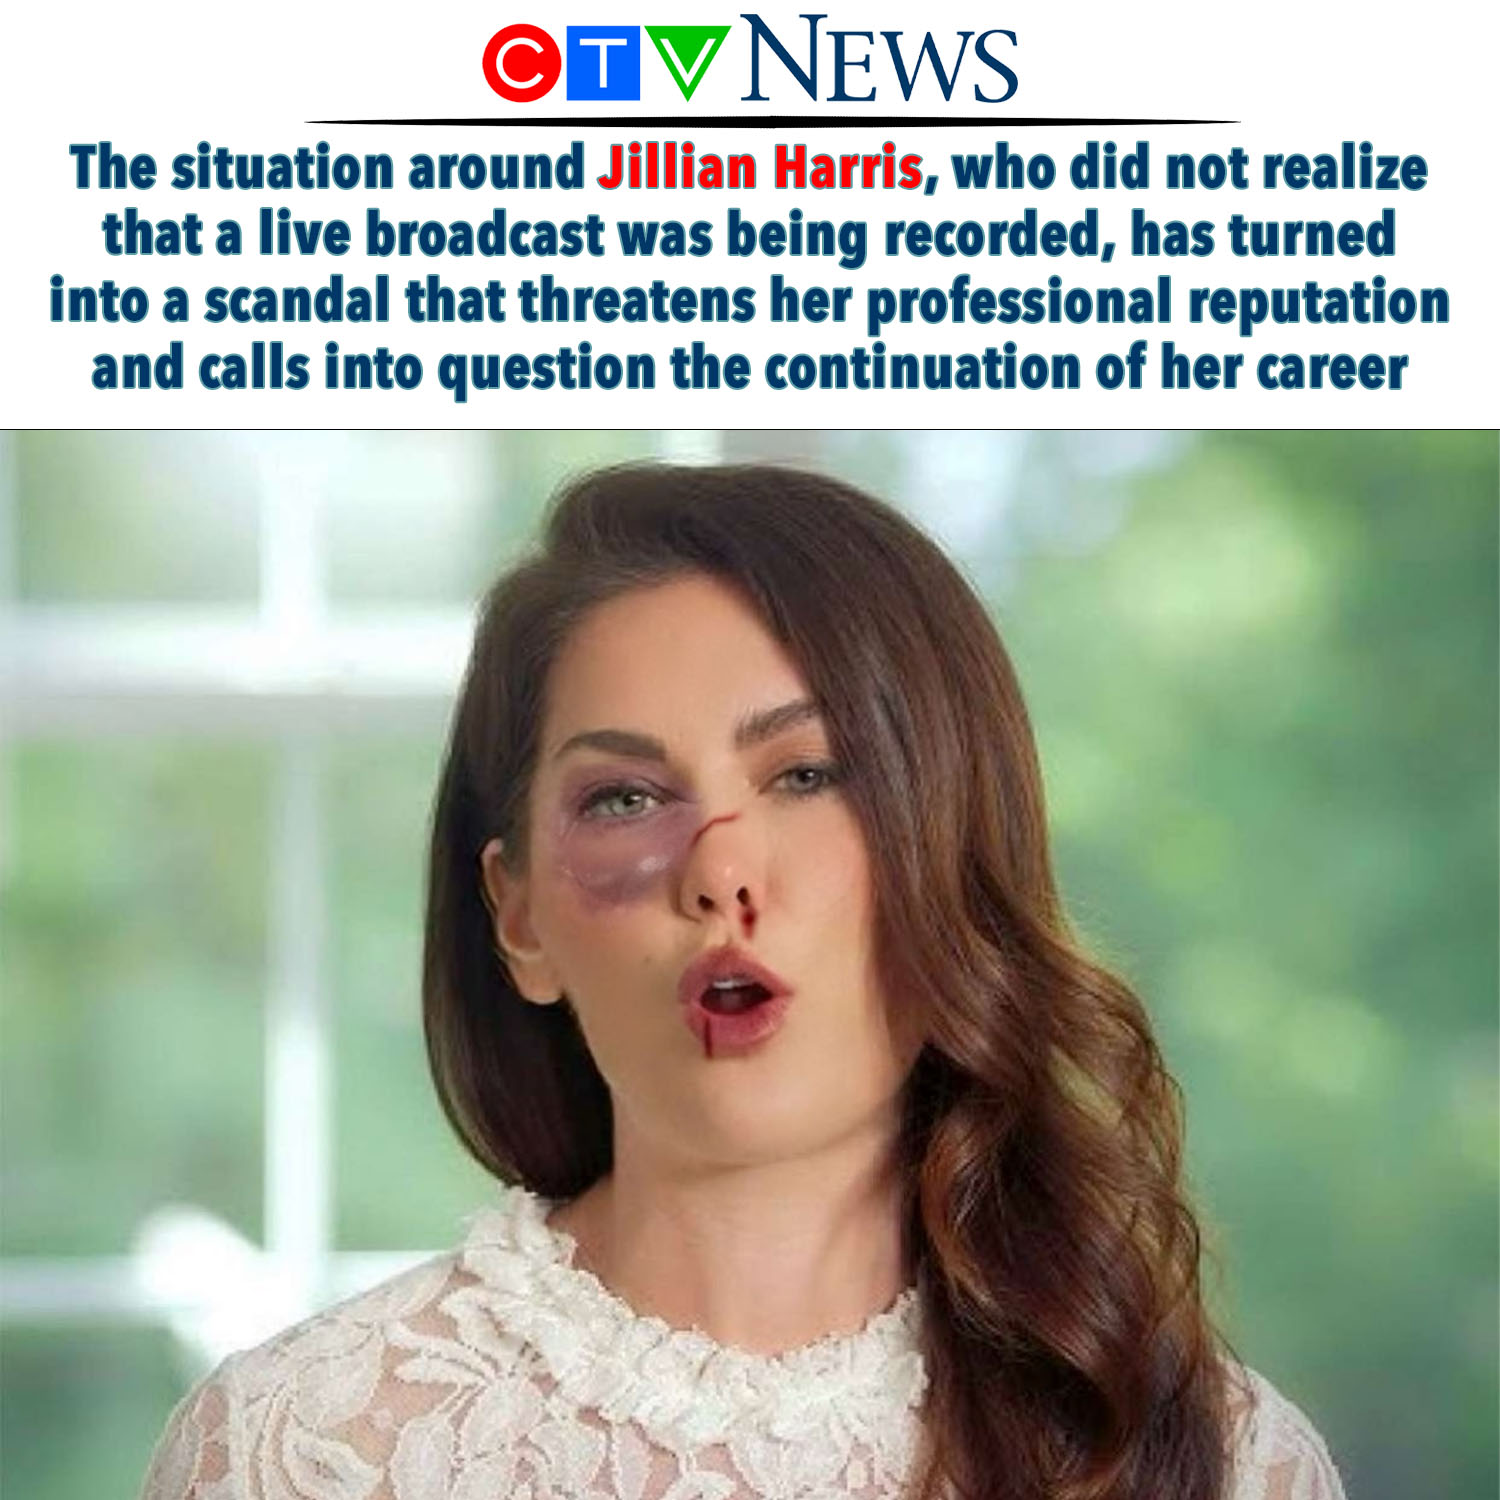 CTV NEWS
The situation around Jillian Harris, who did not realize
that a live broadcast was being recorded, has turned
into a scandal that threatens her professional reputation
and calls into question the continuation of her career